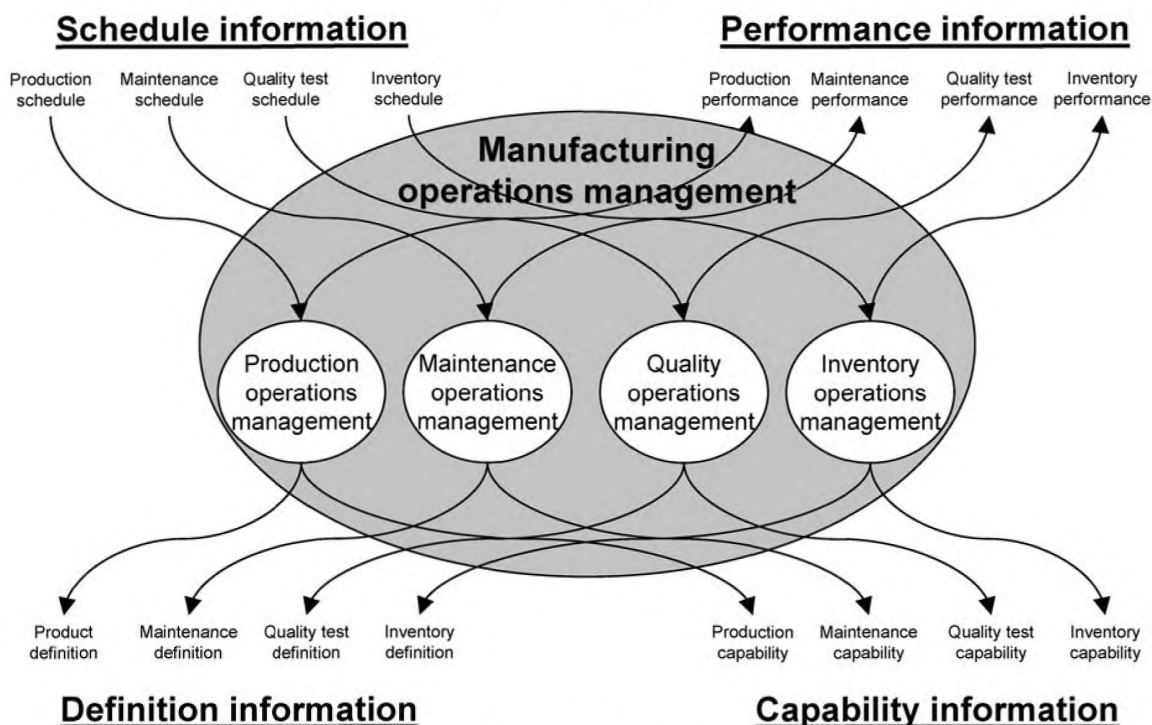 Schedule information
Performance information
Production
schedule
Maintenance
schedule
Quality test
schedule
Inventory
schedule
Production
performance
Maintenance
performance
Quality test
performance
Inventory
performance
Manufacturing
operations management
Production
operations
management
Maintenance
operations
management
Quality
operations
management
Inventory
operations
management
Product
definition
Maintenance
definition
Quality test
definition
Inventory
definition
Production
capability
Maintenance
capability
Quality test
capability
Inventory
capability
Definition information
Capability information